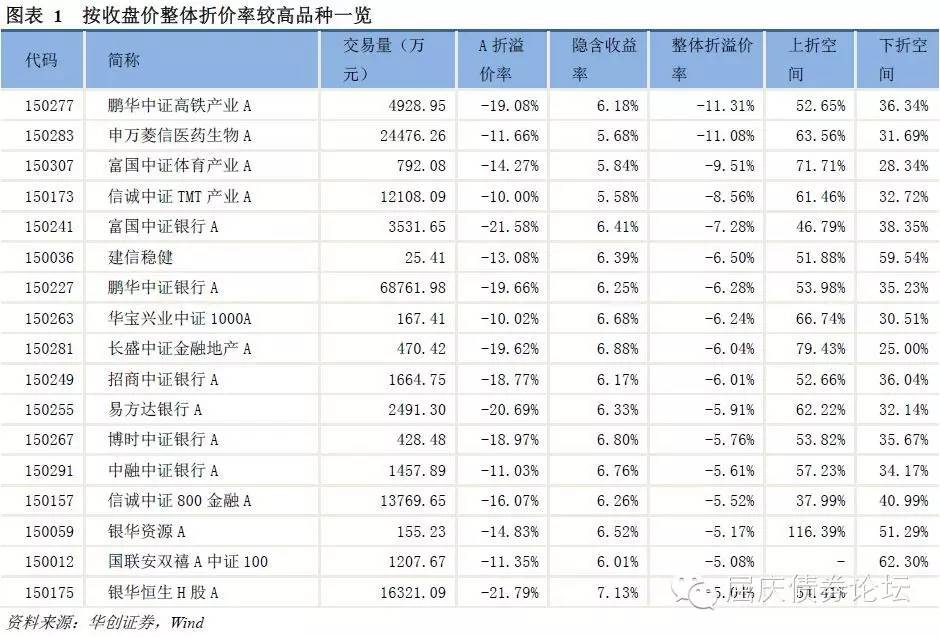 图表 1 按收盘价整体折价率较高品种一览
代码 简称 交易量（万元） A 折溢价率 隐含收益率 整体折溢价率 上折空间 下折空间
150277 鹏华中证高铁产业 A 4928.95 -19.08% 6.18% -11.31% 52.65% 36.34%
150283 申万菱信医药生物 A 24476.26 -11.66% 5.68% -11.08% 63.56% 31.69%
150307 富国中证体育产业 A 792.08 -14.27% 5.84% -9.51% 71.71% 28.34%
150173 信诚中证 TMT 产业 A 12108.09 -10.00% 5.58% -8.56% 61.46% 32.72%
150241 富国中证银行 A 3531.65 -21.58% 6.41% -7.28% 46.79% 38.35%
150036 建信稳健 25.41 -13.08% 6.39% -6.50% 51.88% 59.54%
150227 鹏华中证银行 A 68761.98 -19.66% 6.25% -6.28% 53.98% 35.23%
150263 华宝兴业中证 1000A 167.41 -10.02% 6.68% -6.24% 66.74% 30.51%
150281 长盛中证金融地产 A 470.42 -19.62% 6.88% -6.04% 79.43% 25.00%
150249 招商中证银行 A 1664.75 -18.77% 6.17% -6.01% 52.66% 36.04%
150255 易方达银行 A 2491.30 -20.69% 6.33% -5.91% 62.22% 32.14%
150267 博时中证银行 A 428.48 -18.97% 6.80% -5.76% 53.82% 35.67%
150291 中融中证银行 A 1457.89 -11.03% 6.76% -5.61% 57.23% 34.17%
150157 信诚中证 800 金融 A 13769.65 -16.07% 6.26% -5.52% 37.99% 40.99%
150059 银华资源 A 155.23 -14.83% 6.52% -5.17% 116.39% 51.29%
150012 国联安双禧 A 中证 100 1207.67 -11.35% 6.01% -5.08% - 62.30%
150175 银华恒生 H 股 A 16321.09 -21.79% 7.13% -5.04%
屈庆债券论坛
资料来源：华创证券，Wind